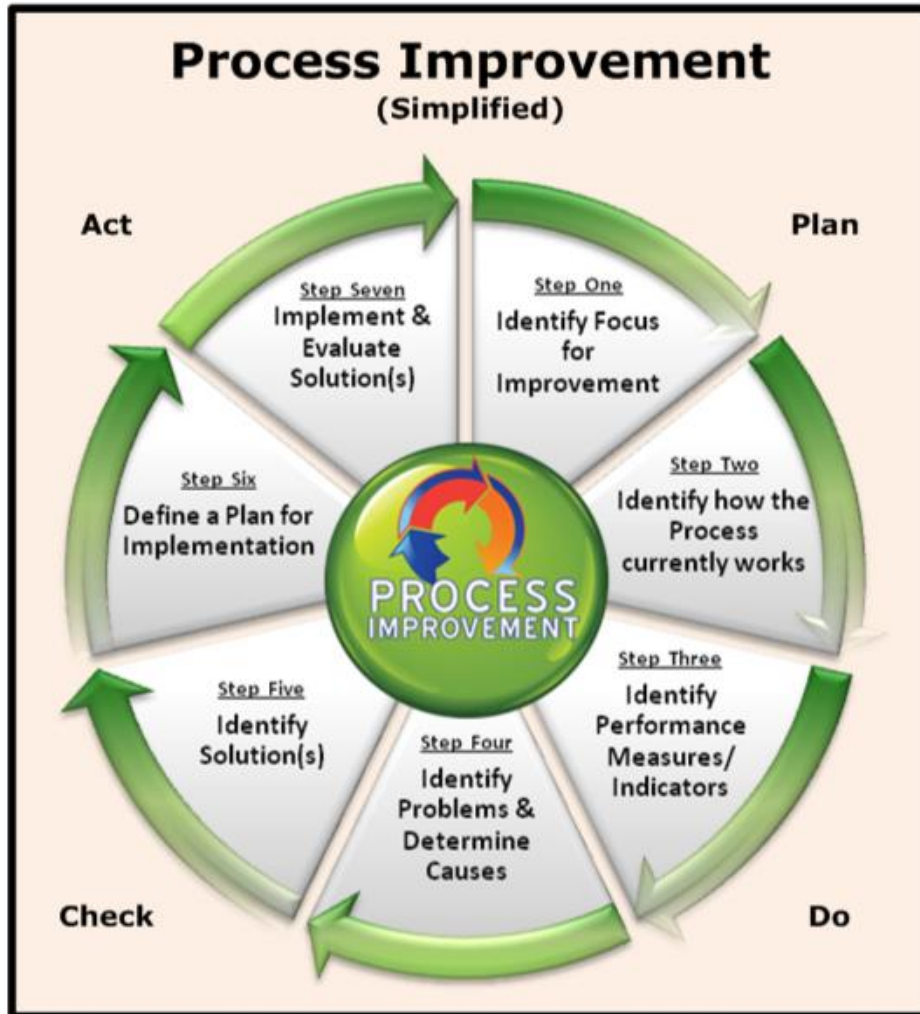 Process Improvement
(Simplified)
Act
Plan
Step Seven
Implement &
Evaluate
Solution(s)
Step One
Identify Focus
for
Improvement
Step Two
Identify how the
Process
currently works
Step Three
Identify
Performance
Measures/
Indicators
Step Four
Identify
Problems &
Determine
Causes
Step Five
Identify
Solution(s)
Step Six
Define a Plan for
Implementation
PROCESS
IMPROVEMENT
Check
Do